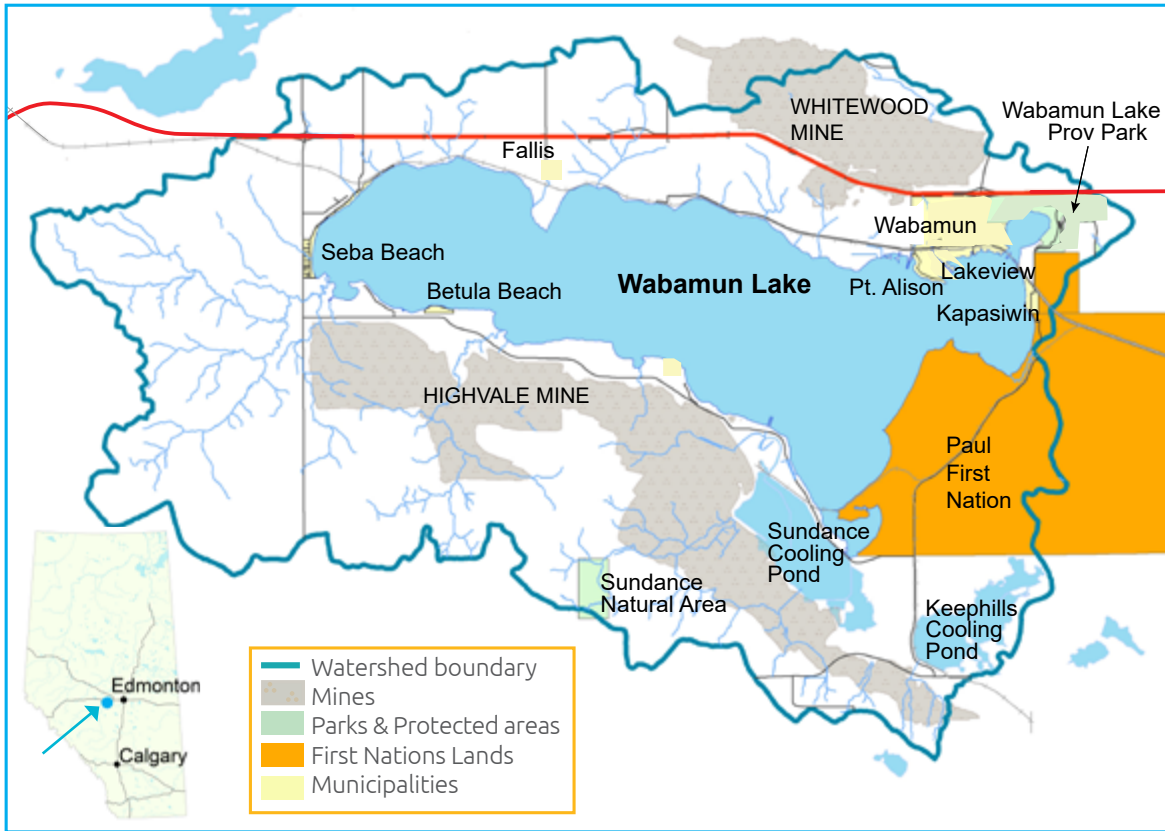 WHITEWOOD
MINE
Wabamun Lake
Prov Park
Fallis
Wabamun
Seba Beach
Lakeview
Wabamun Lake
Pt. Alison
Betula Beach
Kapasiwin
HIGHVALE MINE
Paul
First
Nation
Sundance
Cooling
Pond
Sundance
Natural Area
Keephills
Cooling
Pond
Edmonton
Calgary
Watershed boundary
Mines
Parks & Protected areas
First Nations Lands
Municipalities